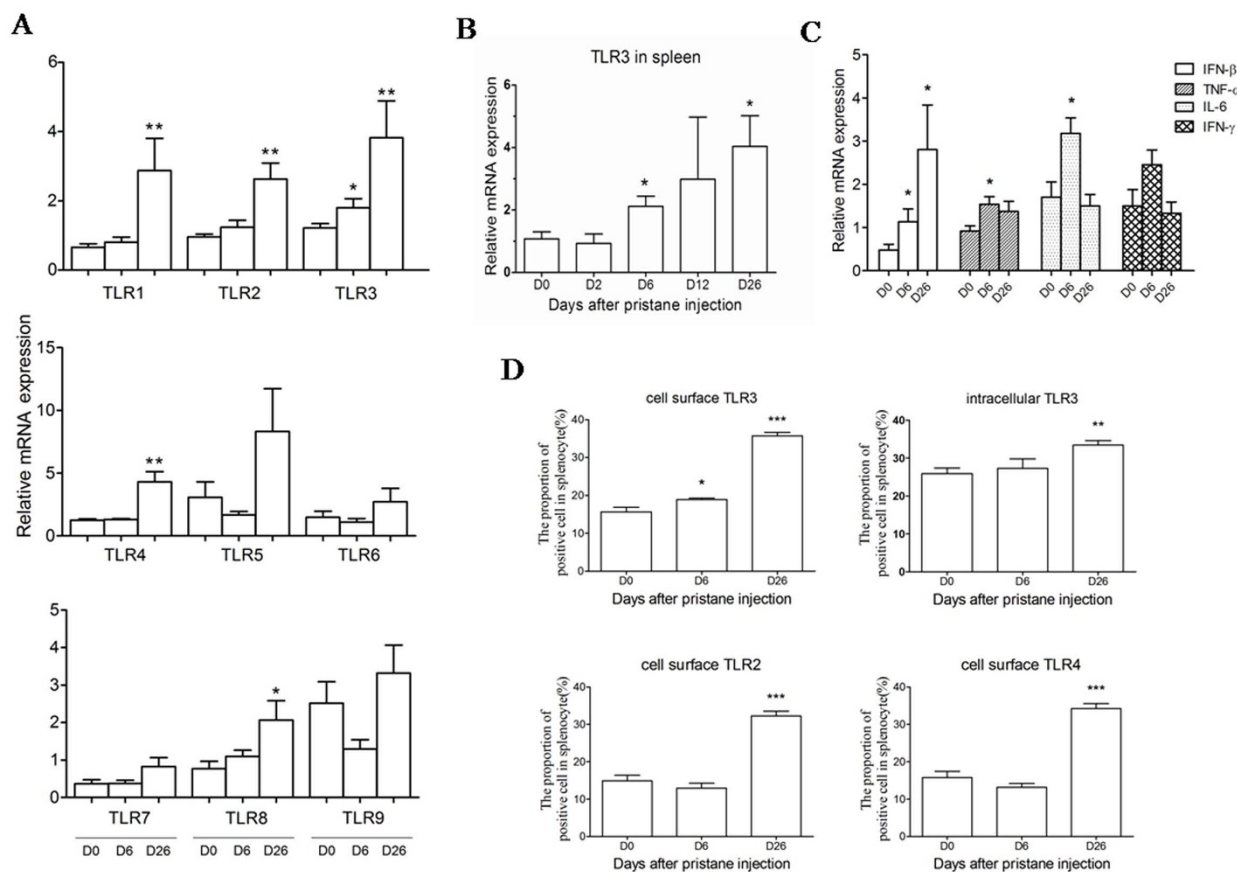 A
6
4
2
0
**
**
*
**
TLR1 TLR2 TLR3
Relative mRNA expression
15
10
5
0
**
TLR4 TLR5 TLR6
5
4
3
2
1
0
*
TLR7 TLR8 TLR9
D0 D6 D26 D0 D6 D26 D0 D6 D26
B
TLR3 in spleen
Relative mRNA expression
6
4
2
0
*
*
D0 D2 D6 D12 D26
Days after pristane injection
C
Relative mRNA expression
5
4
3
2
1
0
*
*
*
*
D0 D6 D26 D0 D6 D26 D0 D6 D26 D0 D6 D26
IFN-β
TNF-α
IL-6
IFN-γ
D
cell surface TLR3
The proportion of
positive cell in splenocyte(%)
40
30
20
10
0
*
***
D0 D6 D26
Days after pristane injection
intracellular TLR3
The proportion of
positive cell in splenocyte(%)
40
30
20
10
0
**
D0 D6 D26
Days after pristane injection
cell surface TLR2
The proportion of
positive cell in splenocyte(%)
40
30
20
10
0
***
D0 D6 D26
Days after pristane injection
cell surface TLR4
The proportion of
positive cell in splenocyte(%)
40
30
20
10
0
***
D0 D6 D26
Days after pristane injection